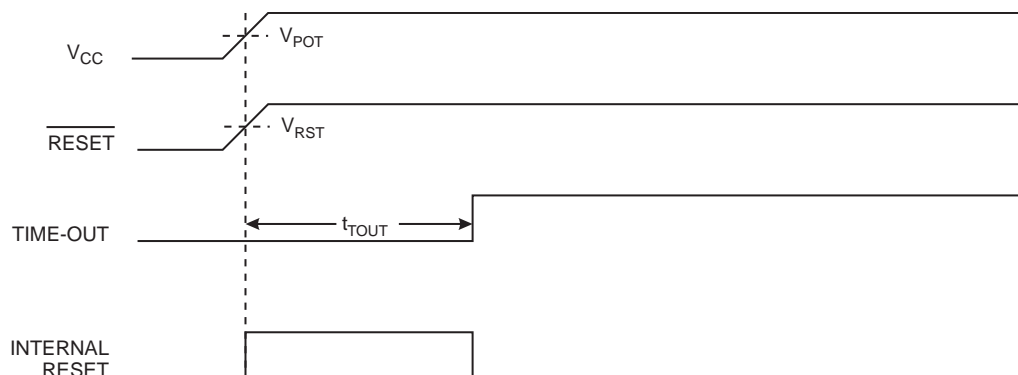 VPOT
VCC
VRST
RESET
tTOUT
TIME-OUT
INTERNAL
RESET